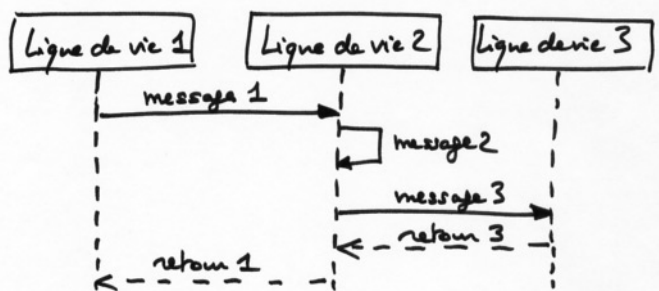 Ligne de vie 1
Ligne de vie 2
Ligne de vie 3
message 1
message 2
message 3
retour 3
retour 1